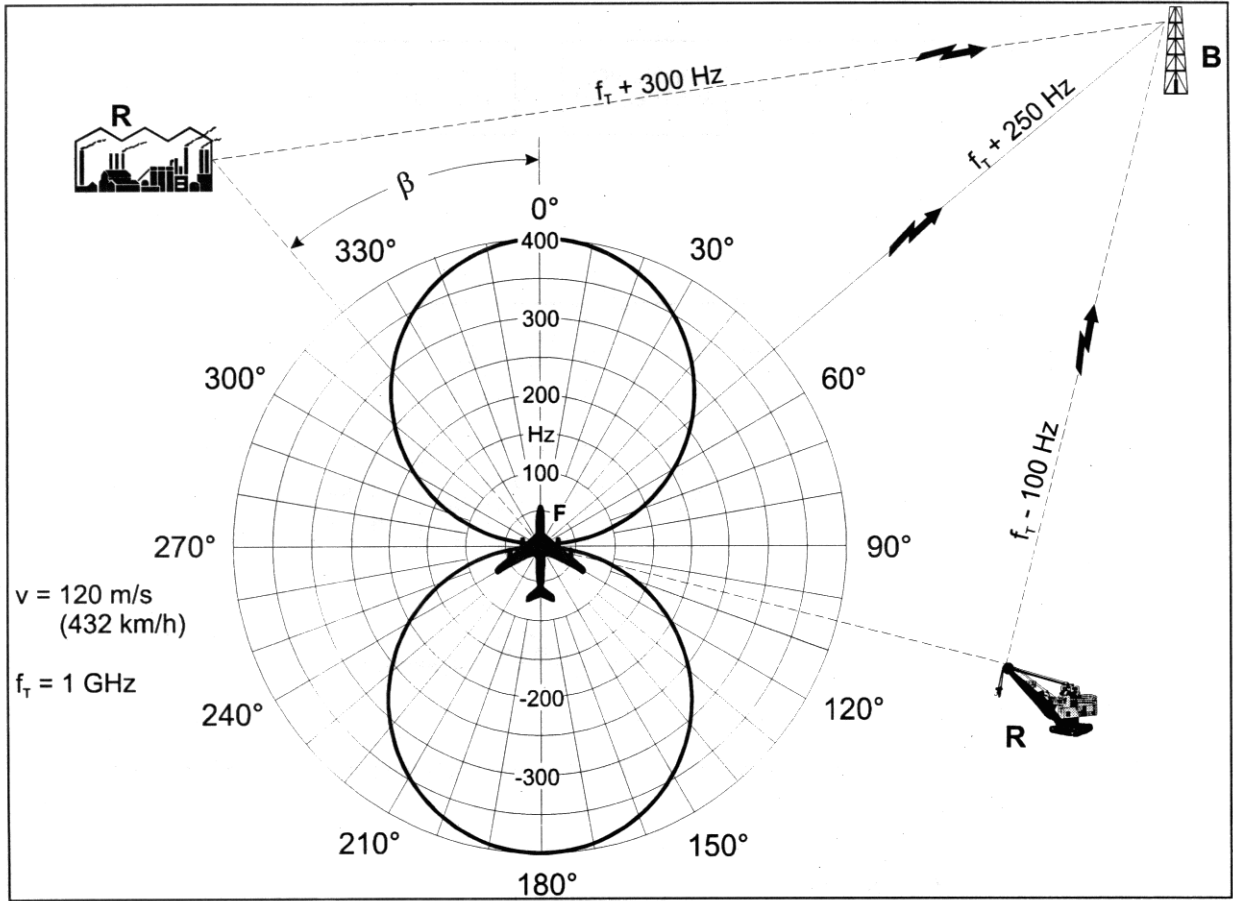 B
R
f_T + 300 Hz
f_T + 250 Hz
β
0°
330°
400
30°
300
300°
200
60°
Hz
100
F
270°
90°
f_T - 100 Hz
v = 120 m/s
(432 km/h)
f_T = 1 GHz
-200
240°
120°
R
-300
210°
150°
180°